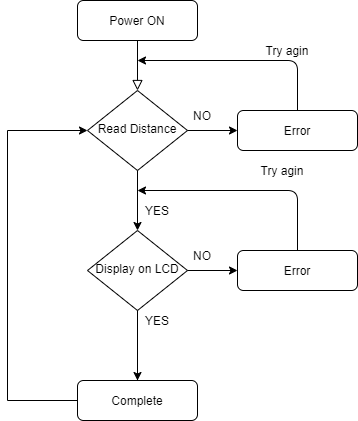 Power ON
Try agin
Read Distance
NO
Error
Try agin
YES
Display on LCD
NO
Error
YES
Complete